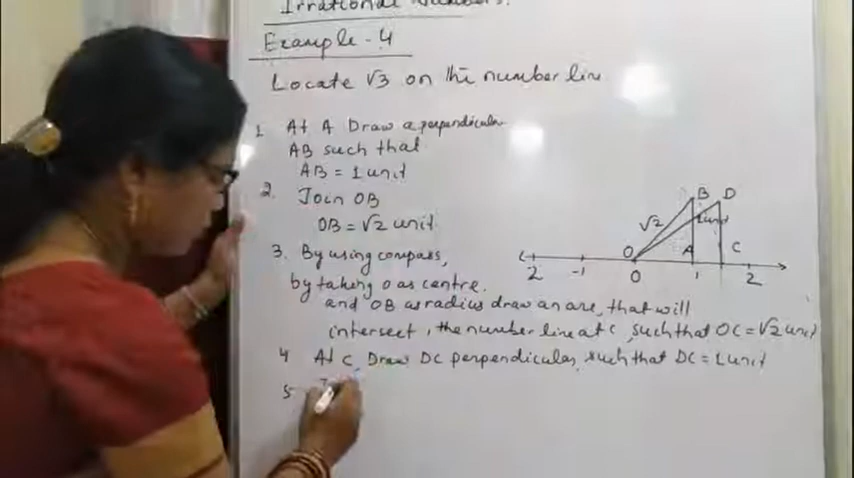 Irrational Numbers.
Example - 4
Locate √3 on the number line
1 At A Draw a perpendicular
AB such that
AB = 1 unit
2. Join OB
OB = √2 unit
3. By using compass,
by taking O as centre.
and OB as radius draw an arc, that will
intersect, the number line at C, such that OC = √2 unit
4 At C, Draw DC perpendicular, such that DC = 1 unit
5
B D
√2 1 unit
O A C
2 -1 0 1 2